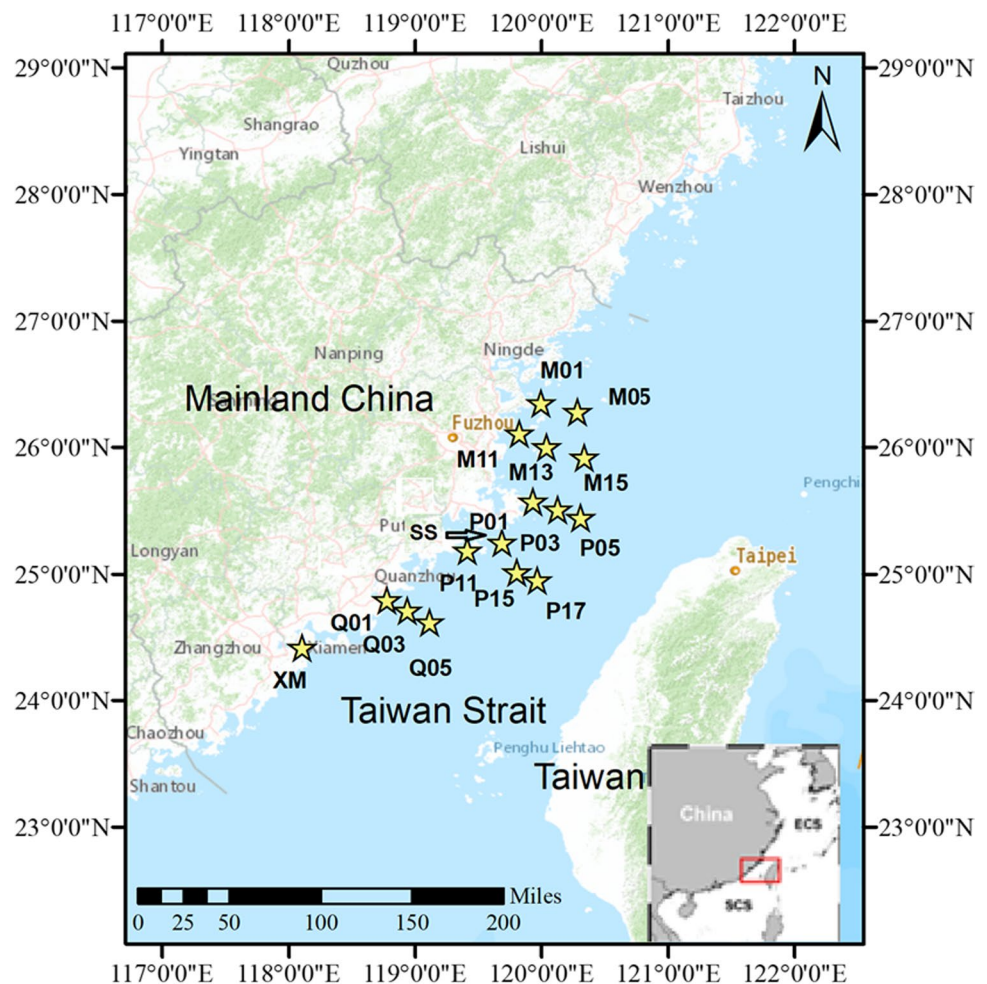 117°0'0"E 118°0'0"E 119°0'0"E 120°0'0"E 121°0'0"E 122°0'0"E
29°0'0"N
29°0'0"N
Quzhou
N
Taizhou
Shangrao
Yingtan
Lishui
28°0'0"N
28°0'0"N
Wenzhou
27°0'0"N
27°0'0"N
Nanping
Ningde
M01
Mainland China
M05
Fuzhou
26°0'0"N
26°0'0"N
M11
M13
M15
Pengchi
P01
Put
SS
P03
P05
Longyan
Taipei
25°0'0"N
25°0'0"N
Quanzhou
P11
P15
P17
Q01
Q03
Zhangzhou
Xiamen
Q05
XM
24°0'0"N
24°0'0"N
Taiwan Strait
Chaozhou
Penghu Liehtao
Taiwan
Shantou
China
ECS
23°0'0"N
23°0'0"N
SCS
Miles
0 25 50 100 150 200
117°0'0"E 118°0'0"E 119°0'0"E 120°0'0"E 121°0'0"E 122°0'0"E